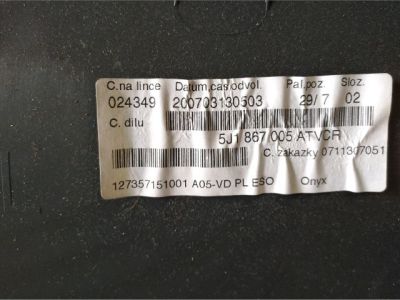 C.na lince Datum,cas odvol. Pal.poz. Sloz.
024349 200703130503 29/ 7 02
C. dilu
5J1 867 005 ATVCR
C. zakazky 0711307051
127357151001 A05-VD PL ESO Onyx